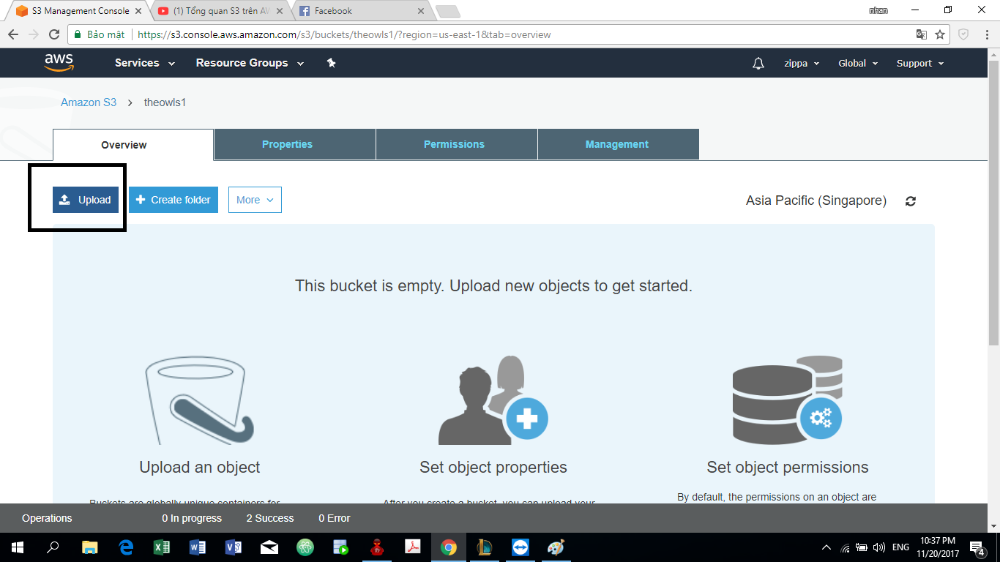 S3 Management Console
(1) Tổng quan S3 trên AW
Facebook
nhan
Bảo mật
https://s3.console.aws.amazon.com/s3/buckets/theowls1/?region=us-east-1&tab=overview
aws
Services
Resource Groups
zippa
Global
Support
Amazon S3 > theowls1
Overview
Properties
Permissions
Management
Upload
Create folder
More
Asia Pacific (Singapore)
This bucket is empty. Upload new objects to get started.
Upload an object
Set object properties
Set object permissions
Buckets are globally unique containers for
After you create a bucket, you can upload your
By default, the permissions on an object are
Operations
0 In progress
2 Success
0 Error
ENG
10:37 PM
11/20/2017
4